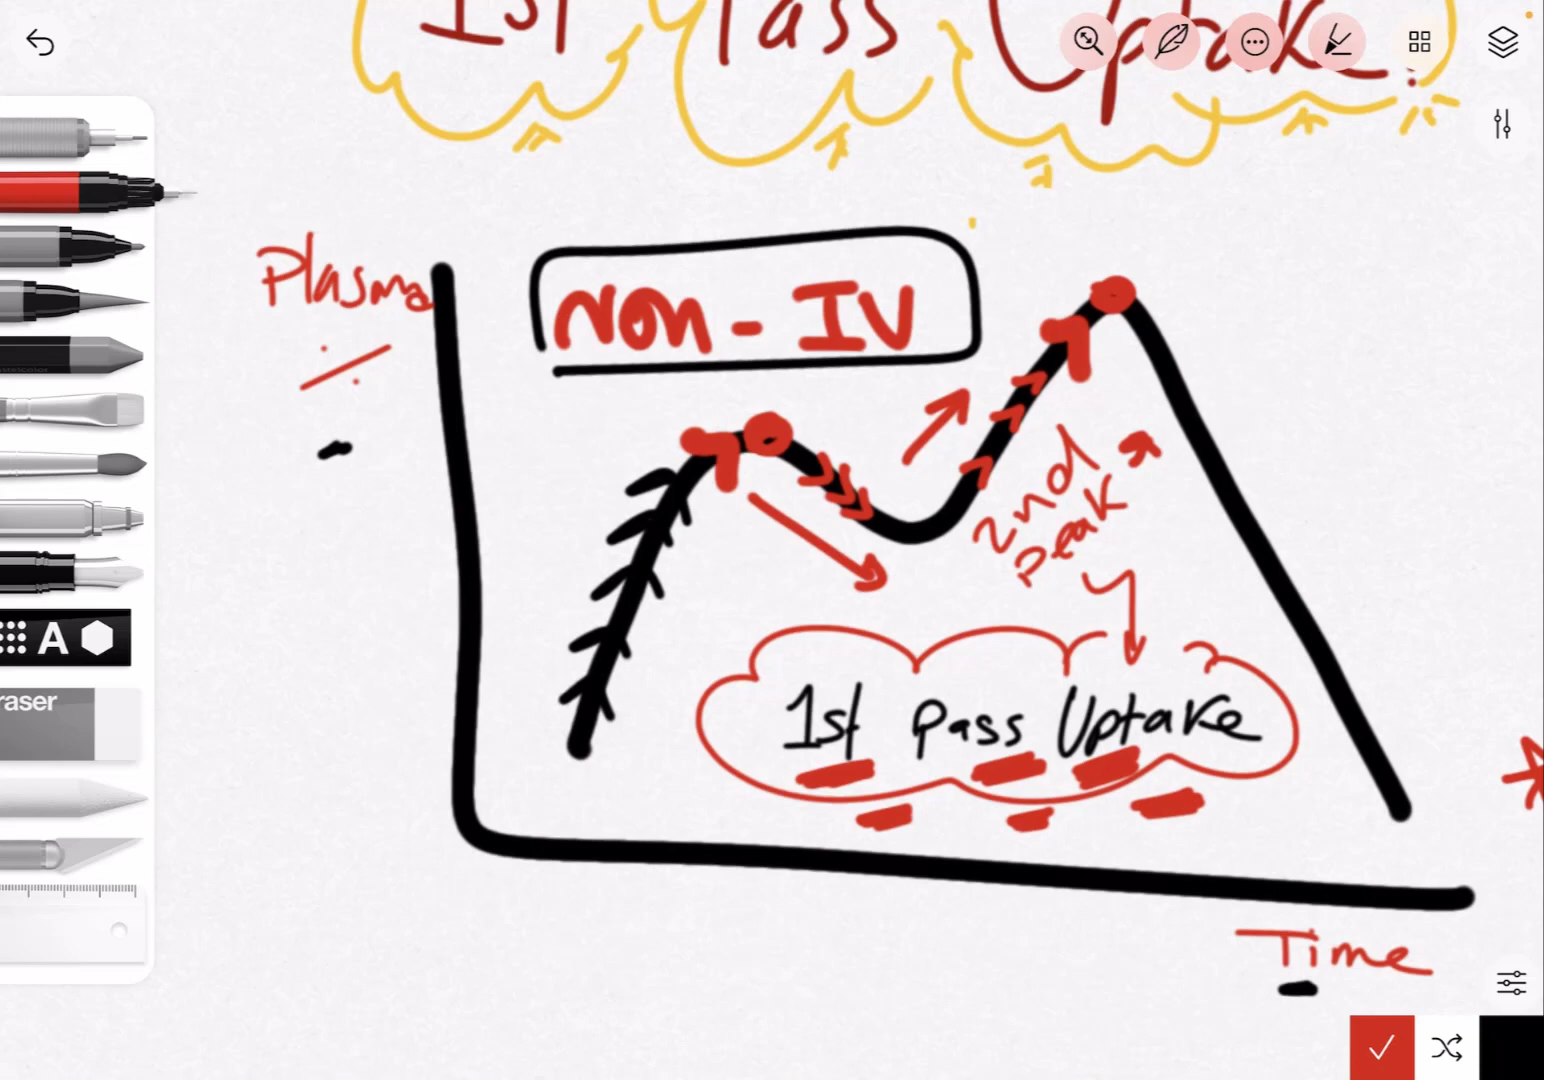 1st Pass Uptake
Plasma
Non-IV
2nd
Peak
1st Pass Uptake
Time
A
raser